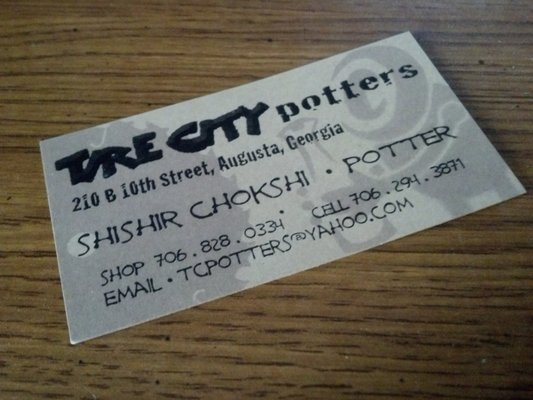 TIRE CITY potters
210 B 10th Street, Augusta, Georgia
SHISHIR CHOKSHI • POTTER
SHOP 706.828.0334 • CELL 706.294.3871
EMAIL • TCPOTTERS@YAHOO.COM